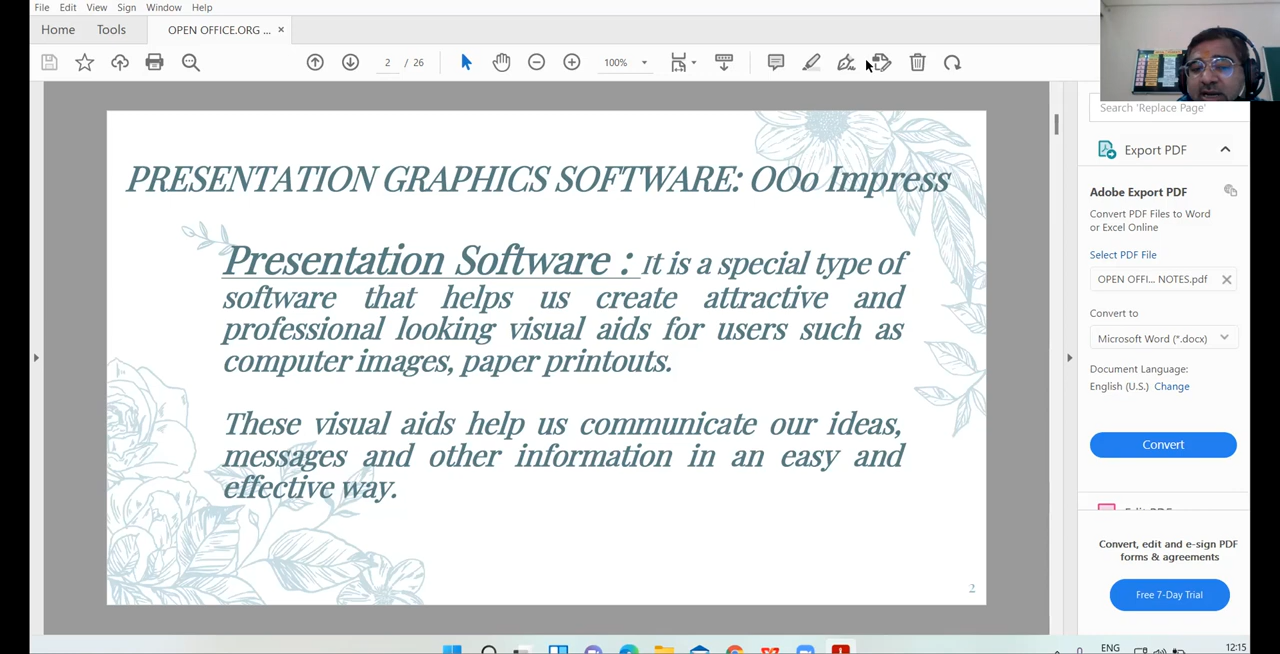 File Edit View Sign Window Help
Home Tools OPEN OFFICE.ORG ... ×
2 / 26 100%
Search 'Replace Page'
PRESENTATION GRAPHICS SOFTWARE: OOo Impress
Presentation Software : It is a special type of
software that helps us create attractive and
professional looking visual aids for users such as
computer images, paper printouts.
These visual aids help us communicate our ideas,
messages and other information in an easy and
effective way.
2
Export PDF
Adobe Export PDF
Convert PDF Files to Word
or Excel Online
Select PDF File
OPEN OFFI... NOTES.pdf
Convert to
Microsoft Word (*.docx)
Document Language:
English (U.S.) Change
Convert
Convert, edit and e-sign PDF
forms & agreements
Free 7-Day Trial
ENG 12:15